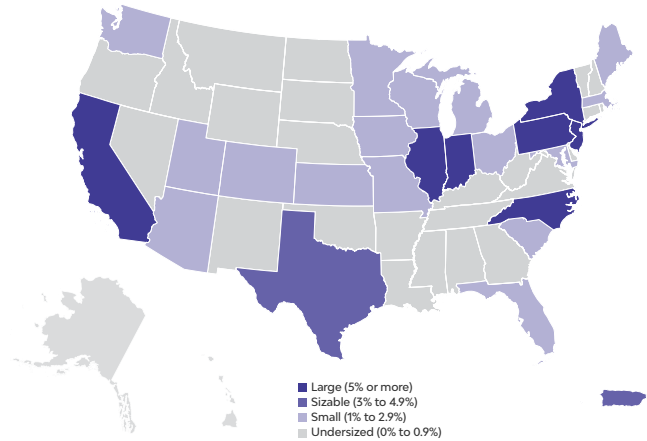 Large (5% or more)
Sizable (3% to 4.9%)
Small (1% to 2.9%)
Undersized (0% to 0.9%)